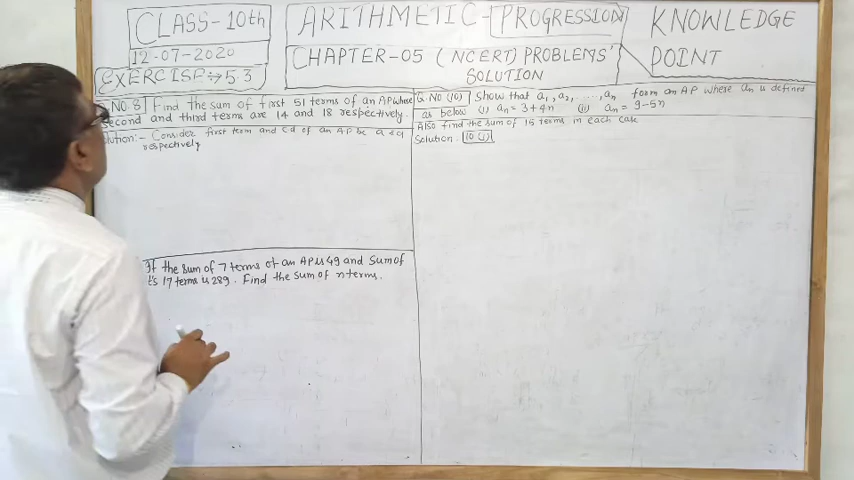 CLASS-10th
12-07-2020
EXERCISE:→5.3
ARITHMETIC-PROGRESSION
CHAPTER-05 (NCERT) PROBLEMS'
SOLUTION
KNOWLEDGE
POINT
NO.8 Find the sum of first 51 terms of an AP whose
second and third terms are 14 and 18 respectively.
lution:- Consider first term and cd of an AP be a & d
respectively
If the sum of 7 terms of an AP is 49 and sum of
t's 17 terms is 289. Find the sum of n terms.
Q.NO(10) Show that a₁, a₂, ....., aₙ form an AP where aₙ is defined
as below (i) aₙ = 3+4n (ii) aₙ = 9-5n
Also find the sum of 15 terms in each case
Solution. 10(i)